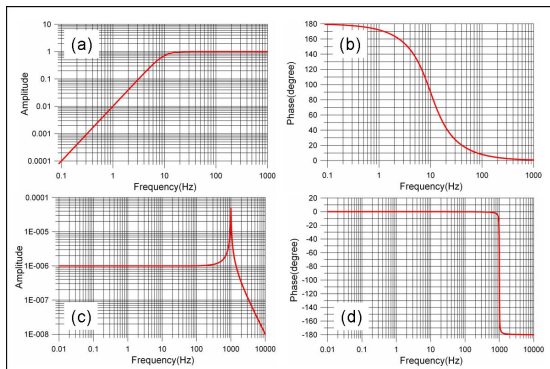 (a)
Amplitude
10
1
0.1
0.01
0.001
0.0001
0.1 1 10 100 1000
Frequency(Hz)
(b)
Phase(degree)
180
160
140
120
100
80
60
40
20
0
0.1 1 10 100 1000
Frequency(Hz)
(c)
Amplitude
0.0001
1E-005
1E-006
1E-007
1E-008
0.01 0.1 1 10 100 1000 10000
Frequency(Hz)
(d)
Phase(degree)
20
0
-20
-40
-60
-80
-100
-120
-140
-160
-180
0.01 0.1 1 10 100 1000 10000
Frequency(Hz)